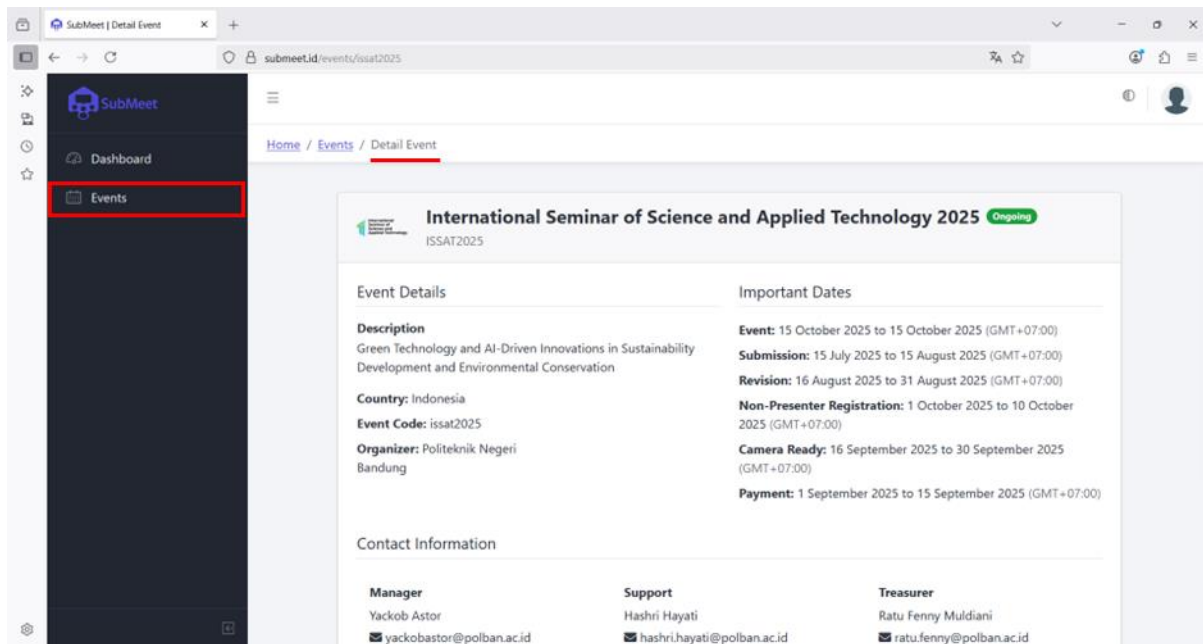 SubMeet | Detail Event
submeet.id/events/issat2025
SubMeet
Dashboard
Events
Home / Events / Detail Event
International Seminar of Science and Applied Technology 2025 Ongoing
ISSAT2025
Event Details
Description
Green Technology and AI-Driven Innovations in Sustainability
Development and Environmental Conservation
Country: Indonesia
Event Code: issat2025
Organizer: Politeknik Negeri
Bandung
Important Dates
Event: 15 October 2025 to 15 October 2025 (GMT+07:00)
Submission: 15 July 2025 to 15 August 2025 (GMT+07:00)
Revision: 16 August 2025 to 31 August 2025 (GMT+07:00)
Non-Presenter Registration: 1 October 2025 to 10 October
2025 (GMT+07:00)
Camera Ready: 16 September 2025 to 30 September 2025
(GMT+07:00)
Payment: 1 September 2025 to 15 September 2025 (GMT+07:00)
Contact Information
Manager
Yackob Astor
yackobastor@polban.ac.id
Support
Hashri Hayati
hashri.hayati@polban.ac.id
Treasurer
Ratu Fenny Muldiani
ratu.fenny@polban.ac.id